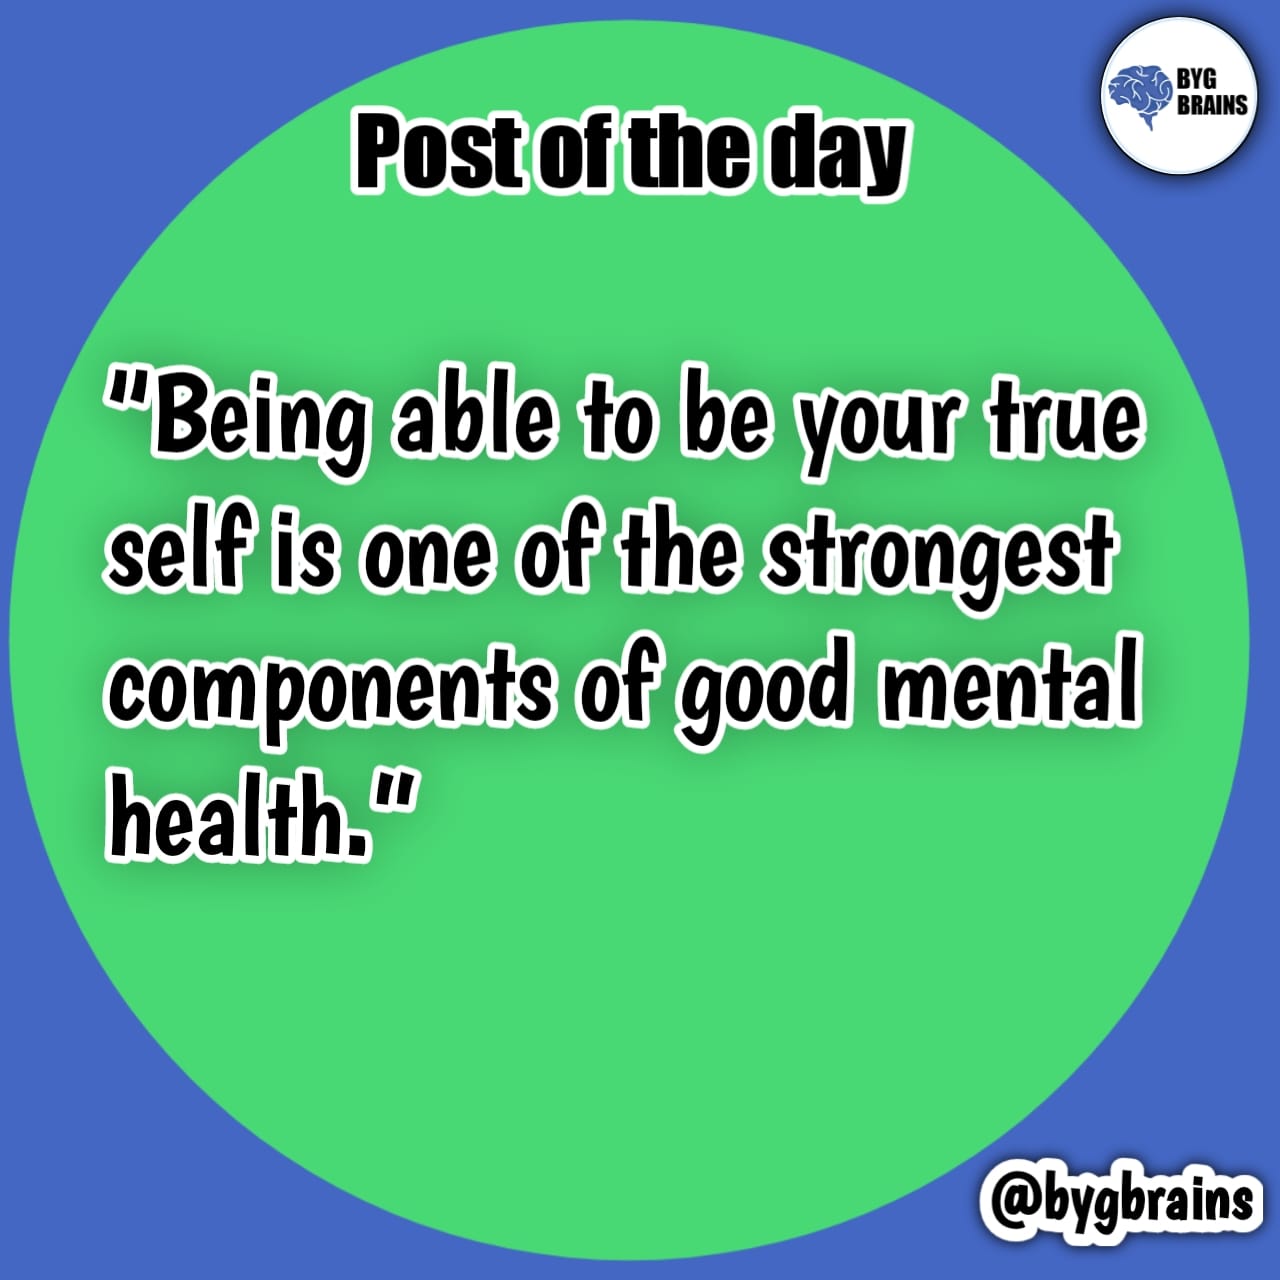 BYG
BRAINS
Post of the day
"Being able to be your true
self is one of the strongest
components of good mental
health."
@bygbrains